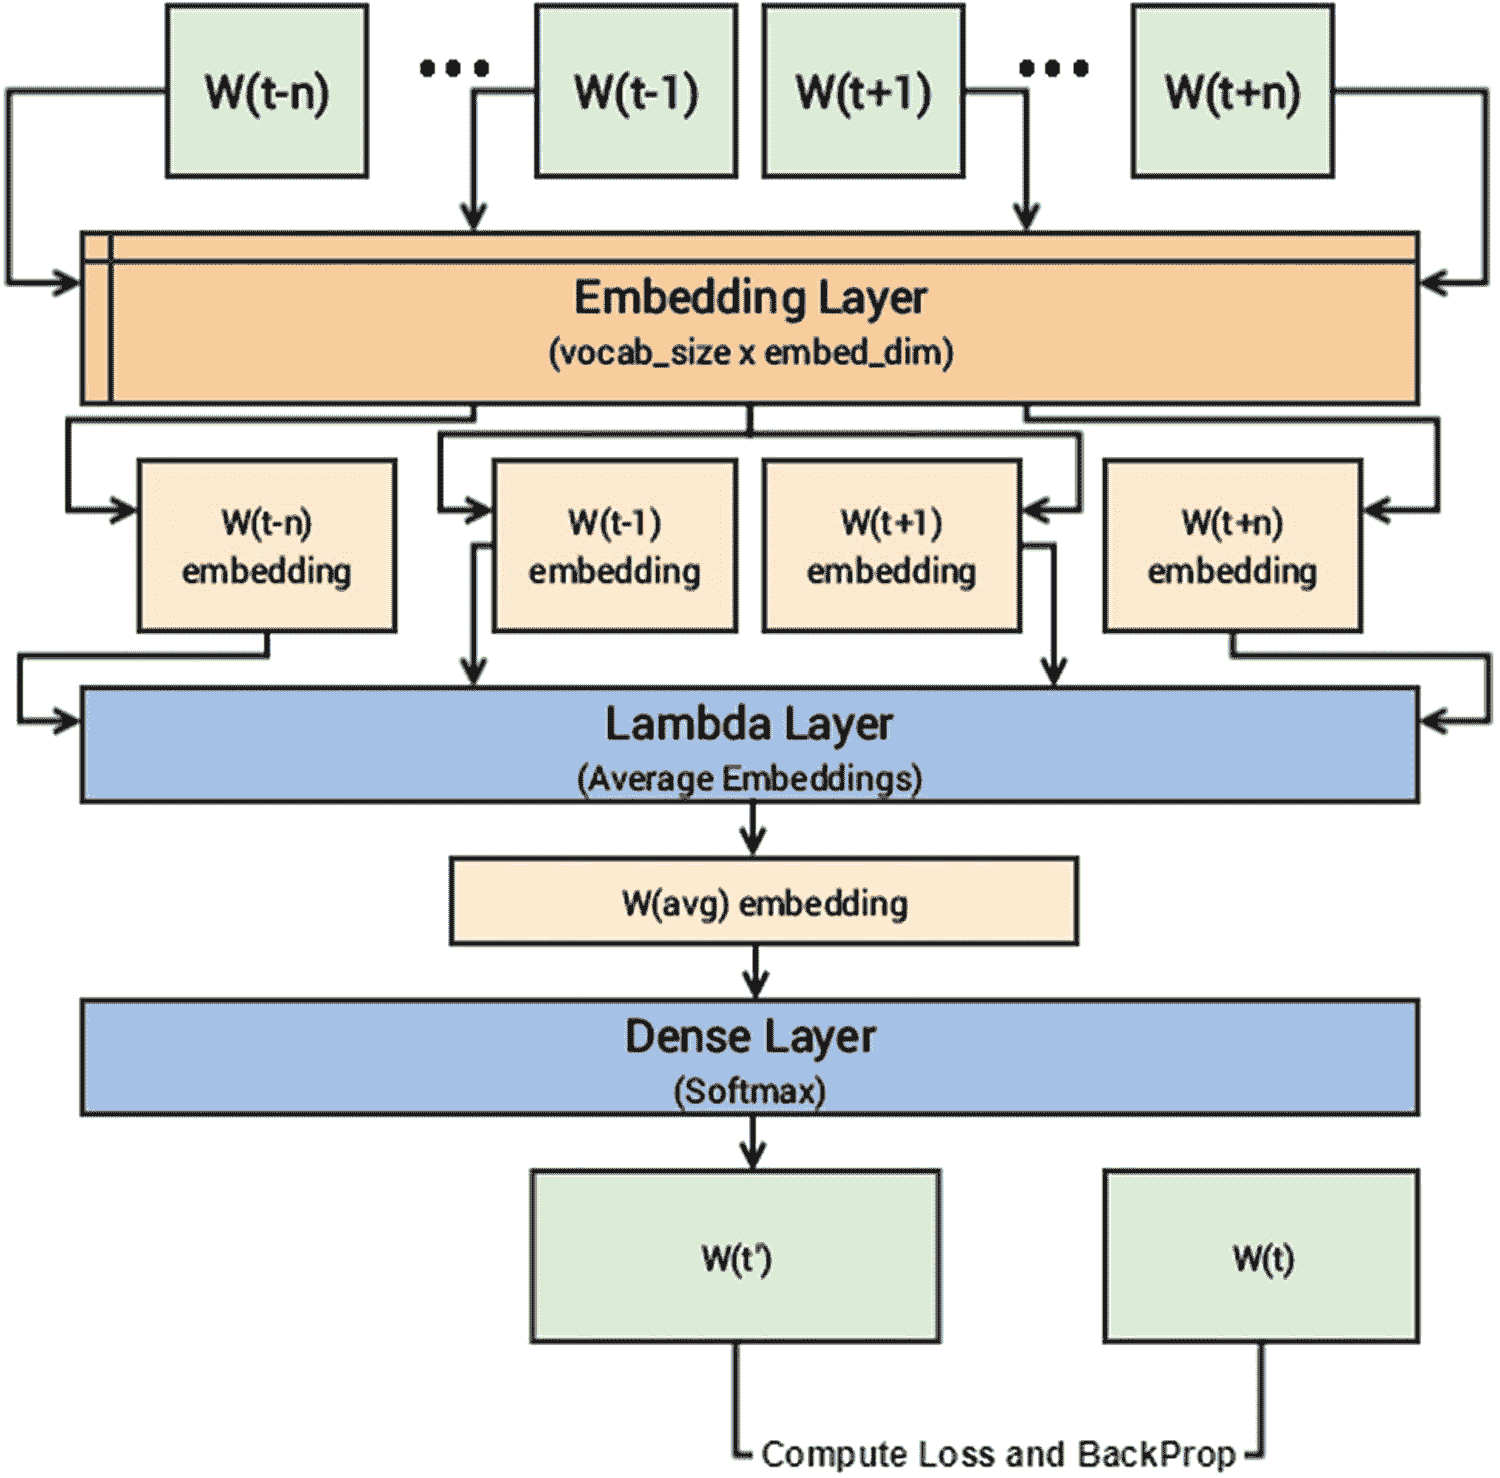 W(t-n) ••• W(t-1) W(t+1) ••• W(t+n)
Embedding Layer
(vocab_size x embed_dim)
W(t-n)
embedding
W(t-1)
embedding
W(t+1)
embedding
W(t+n)
embedding
Lambda Layer
(Average Embeddings)
W(avg) embedding
Dense Layer
(Softmax)
W(t')
W(t)
Compute Loss and BackProp